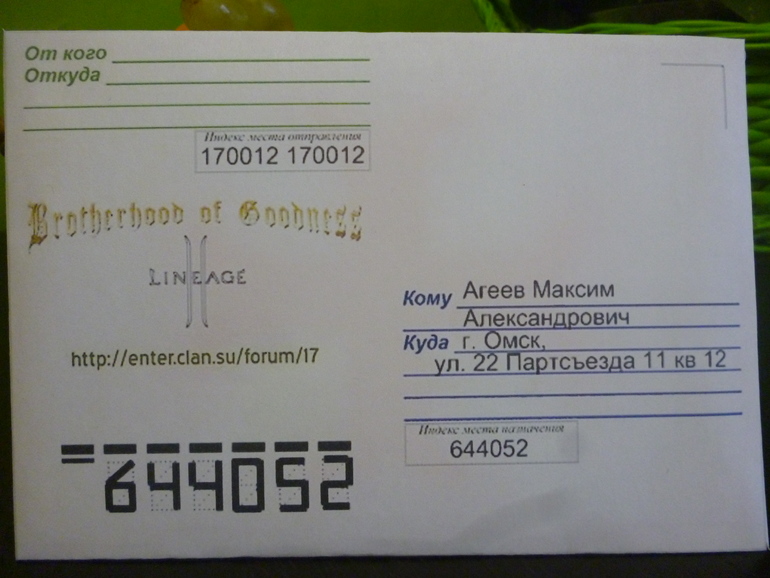 От кого
Откуда
Индекс места отправления
170012 170012
Brotherhood of Goodness
LINEAGE II
http://enter.clan.su/forum/17
Кому Агеев Максим
Александрович
Куда г. Омск,
ул. 22 Партсъезда 11 кв 12
Индекс места назначения
644052
644052